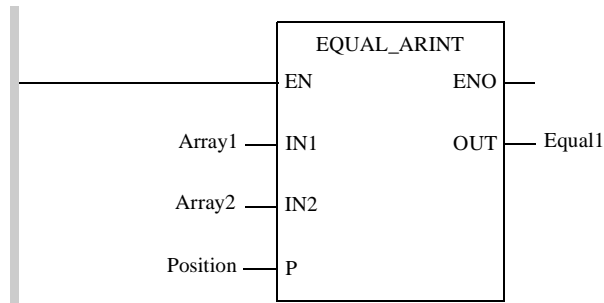 EQUAL_ARINT
EN ENO
Array1 IN1 OUT Equal1
Array2 IN2
Position P